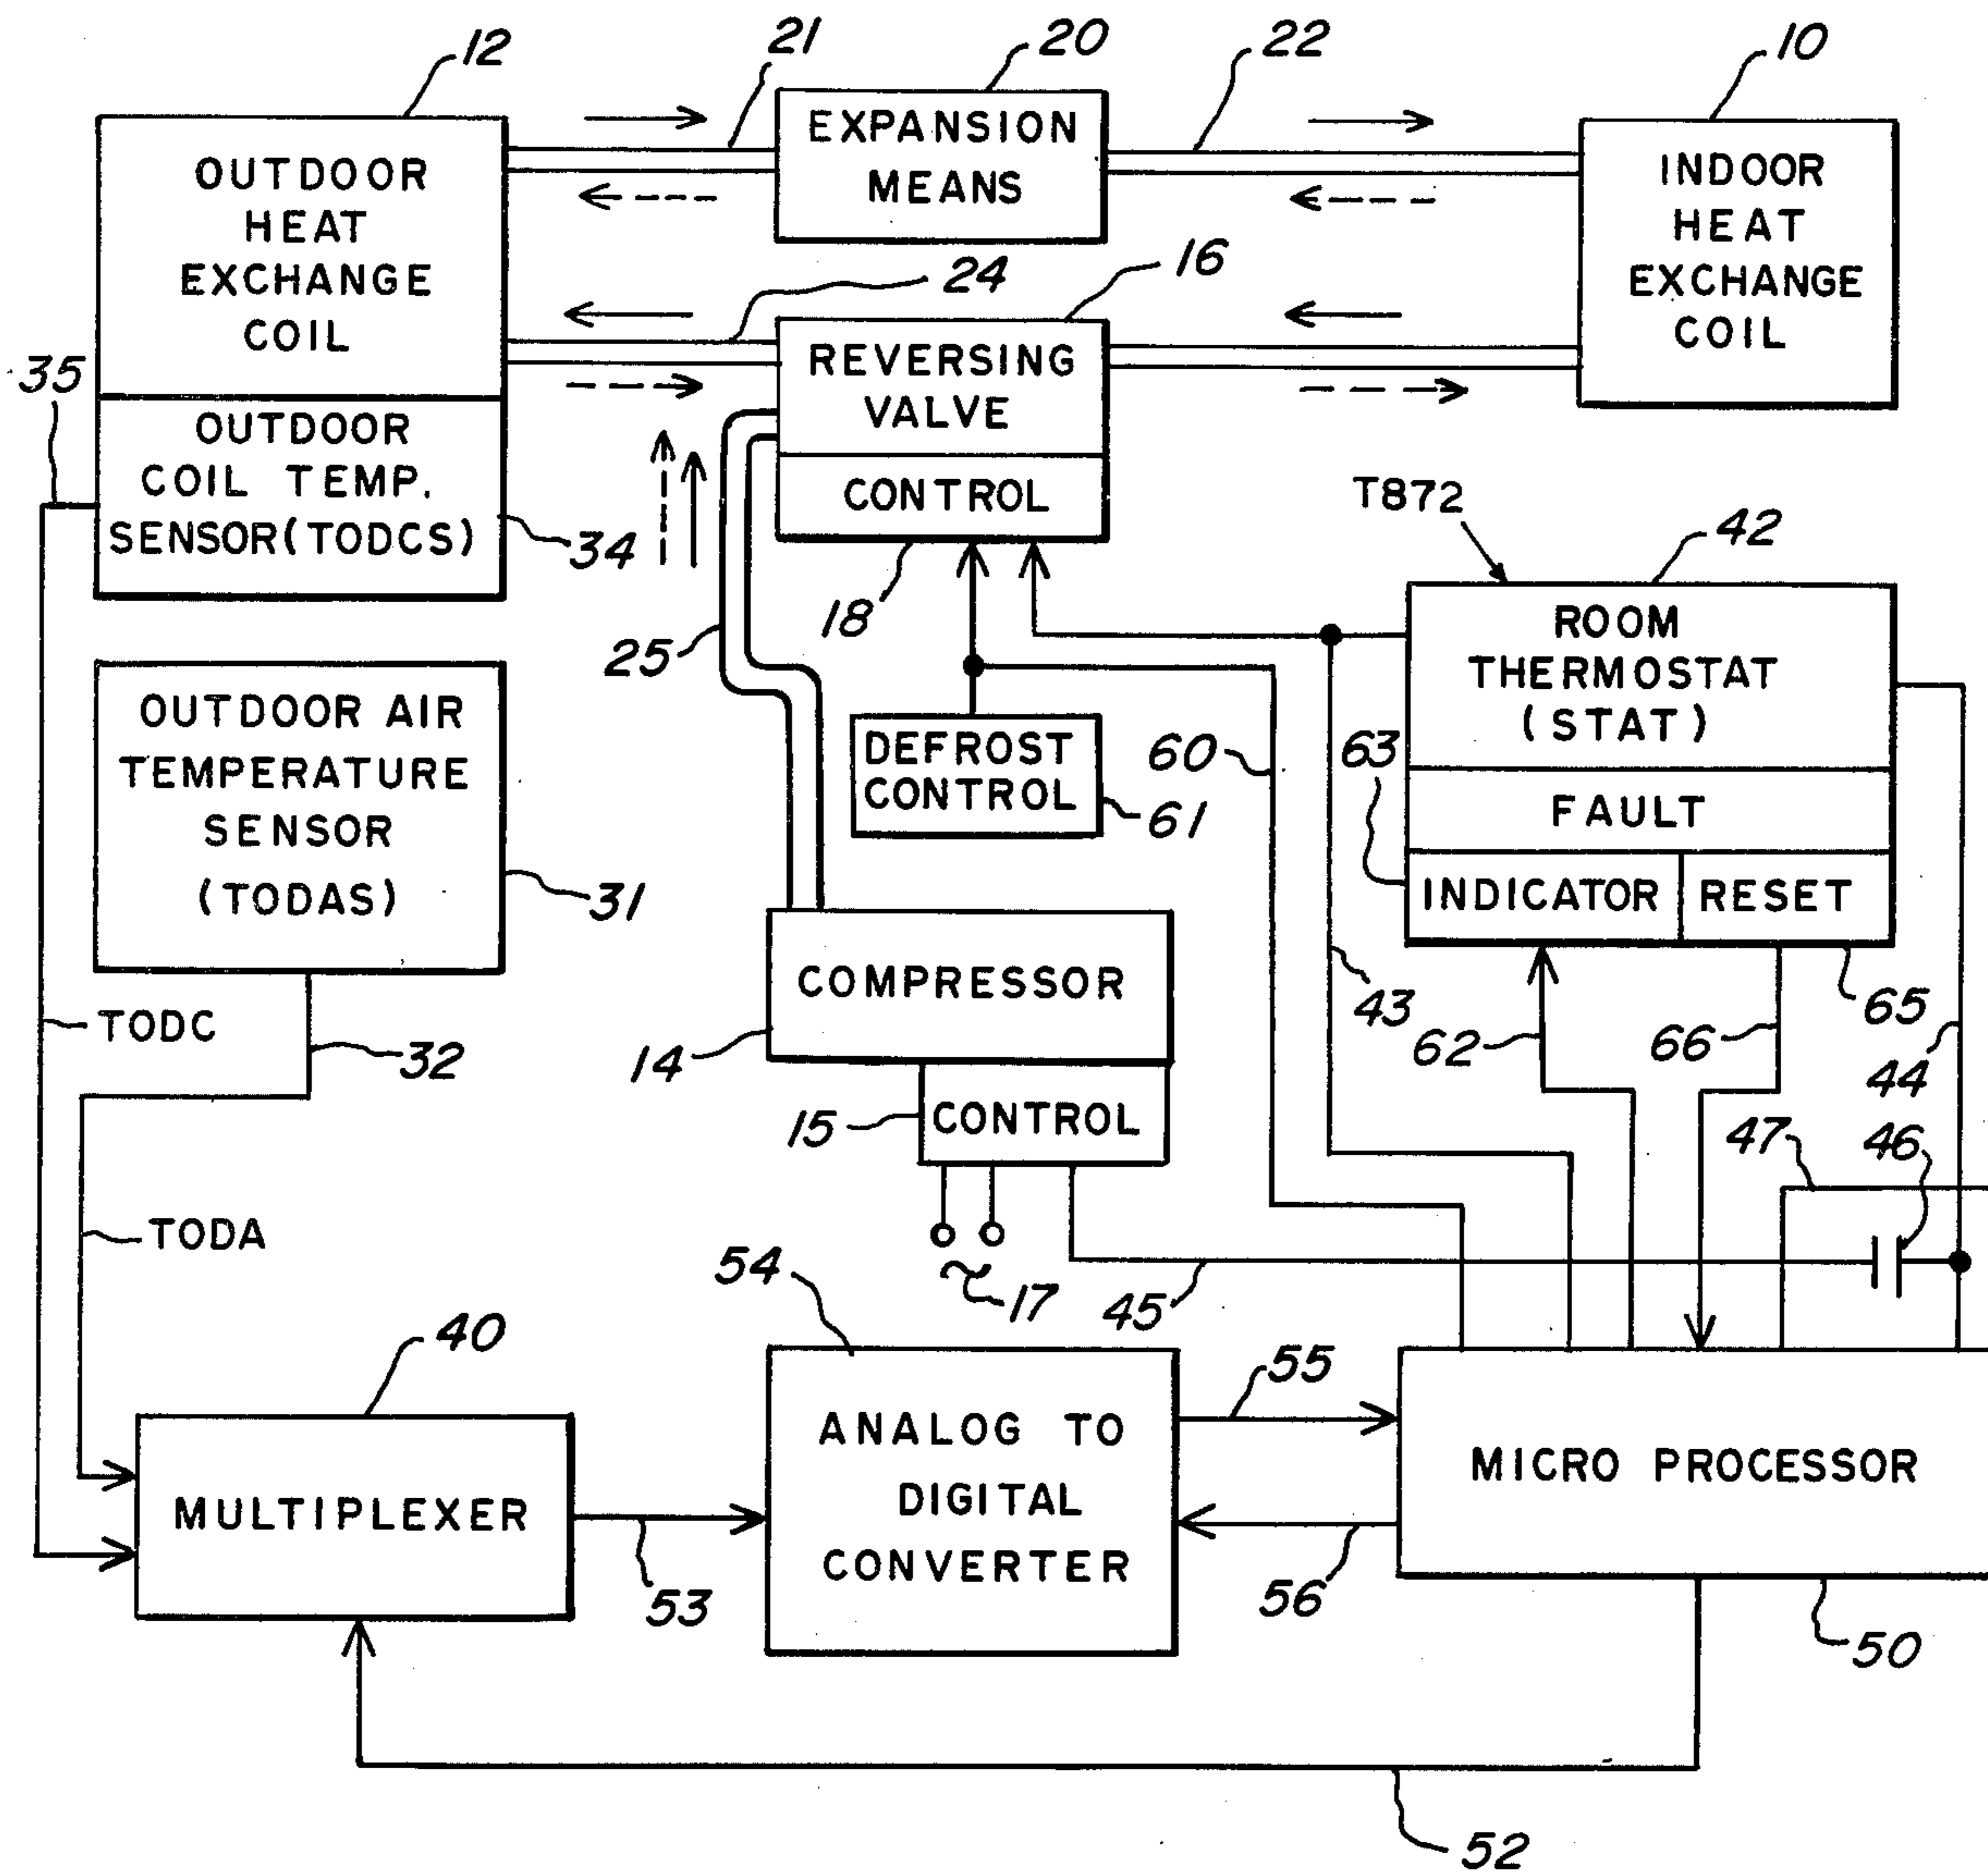 12
21
20
22
10
OUTDOOR
HEAT
EXCHANGE
COIL
EXPANSION
MEANS
INDOOR
HEAT
EXCHANGE
COIL
24
16
35
REVERSING
VALVE
CONTROL
OUTDOOR
COIL TEMP.
SENSOR(TODCS)
34
18
25
T872
42
ROOM
THERMOSTAT
(STAT)
FAULT
INDICATOR
RESET
63
65
OUTDOOR AIR
TEMPERATURE
SENSOR
(TODAS)
31
DEFROST
CONTROL
61
60
43
62
66
44
COMPRESSOR
14
15
CONTROL
17
TODC
32
TODA
47
46
45
40
54
55
MULTIPLEXER
53
ANALOG TO
DIGITAL
CONVERTER
56
MICRO PROCESSOR
50
52